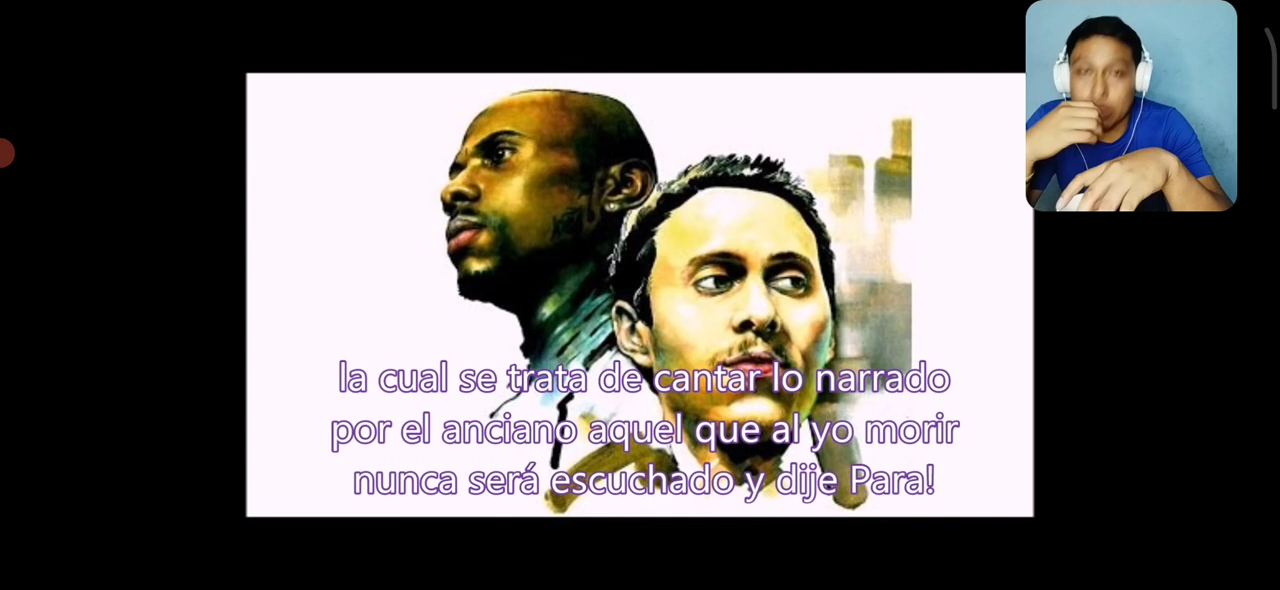 la cual se trata de cantar lo narrado
por el anciano aquel que al yo morir
nunca será escuchado y dije Para!